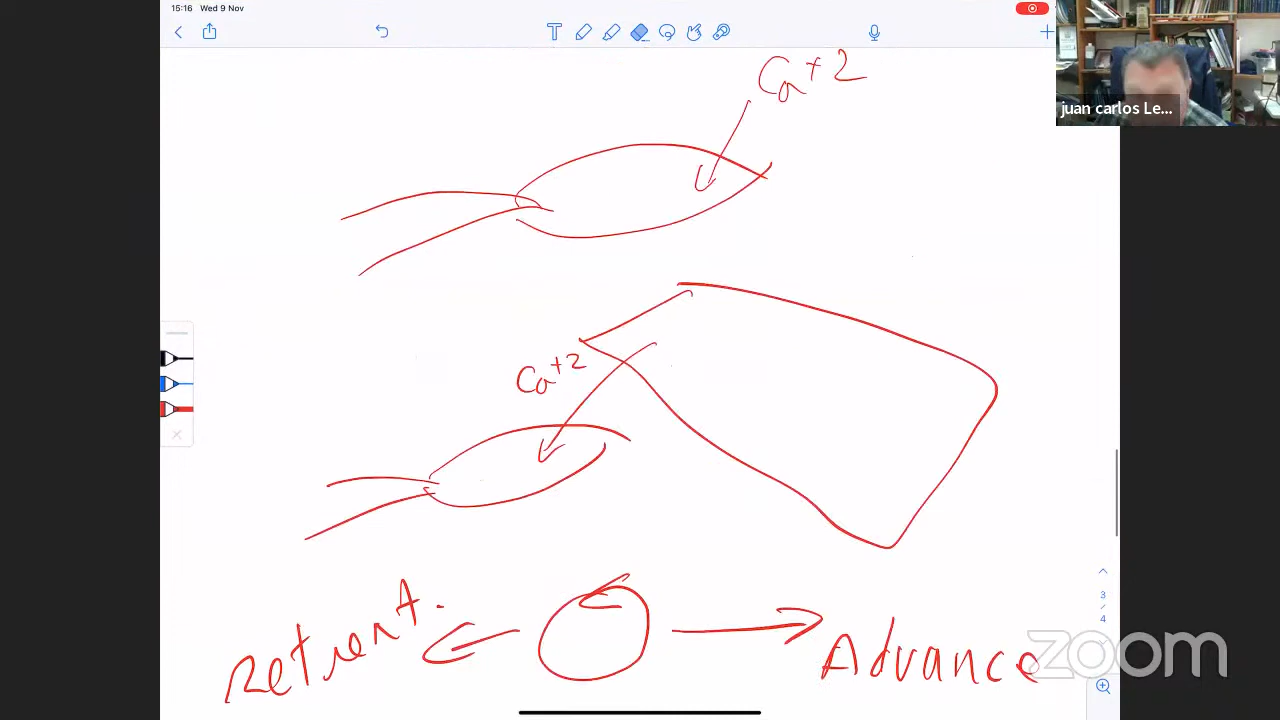 15:16 Wed 9 Nov
Ca+2
juan carlos Le...
Ca+2
Retreat.
Advance
3
/
4
zoom